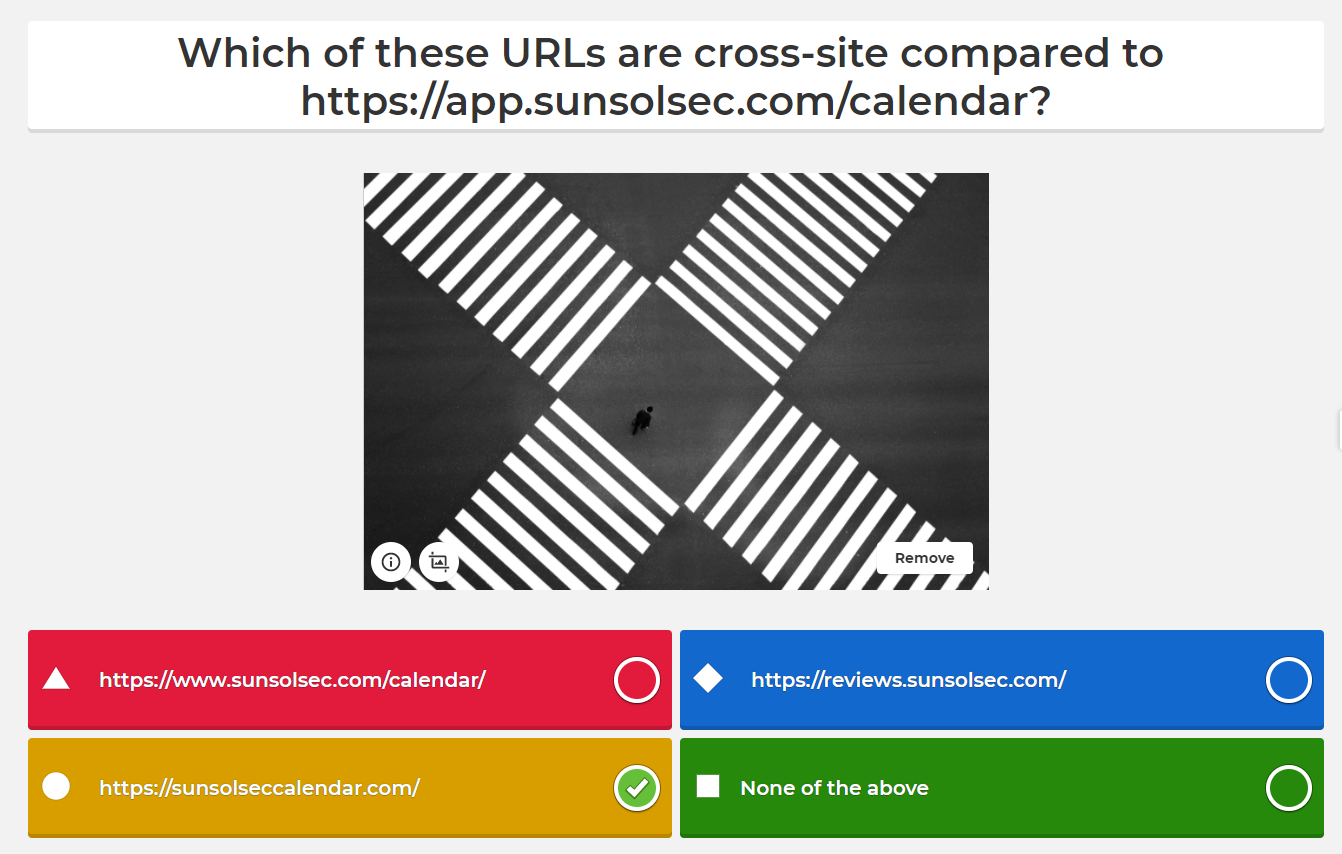 Which of these URLs are cross-site compared to
https://app.sunsolsec.com/calendar?
Remove
https://www.sunsolsec.com/calendar/
https://reviews.sunsolsec.com/
https://sunsolseccalendar.com/
None of the above